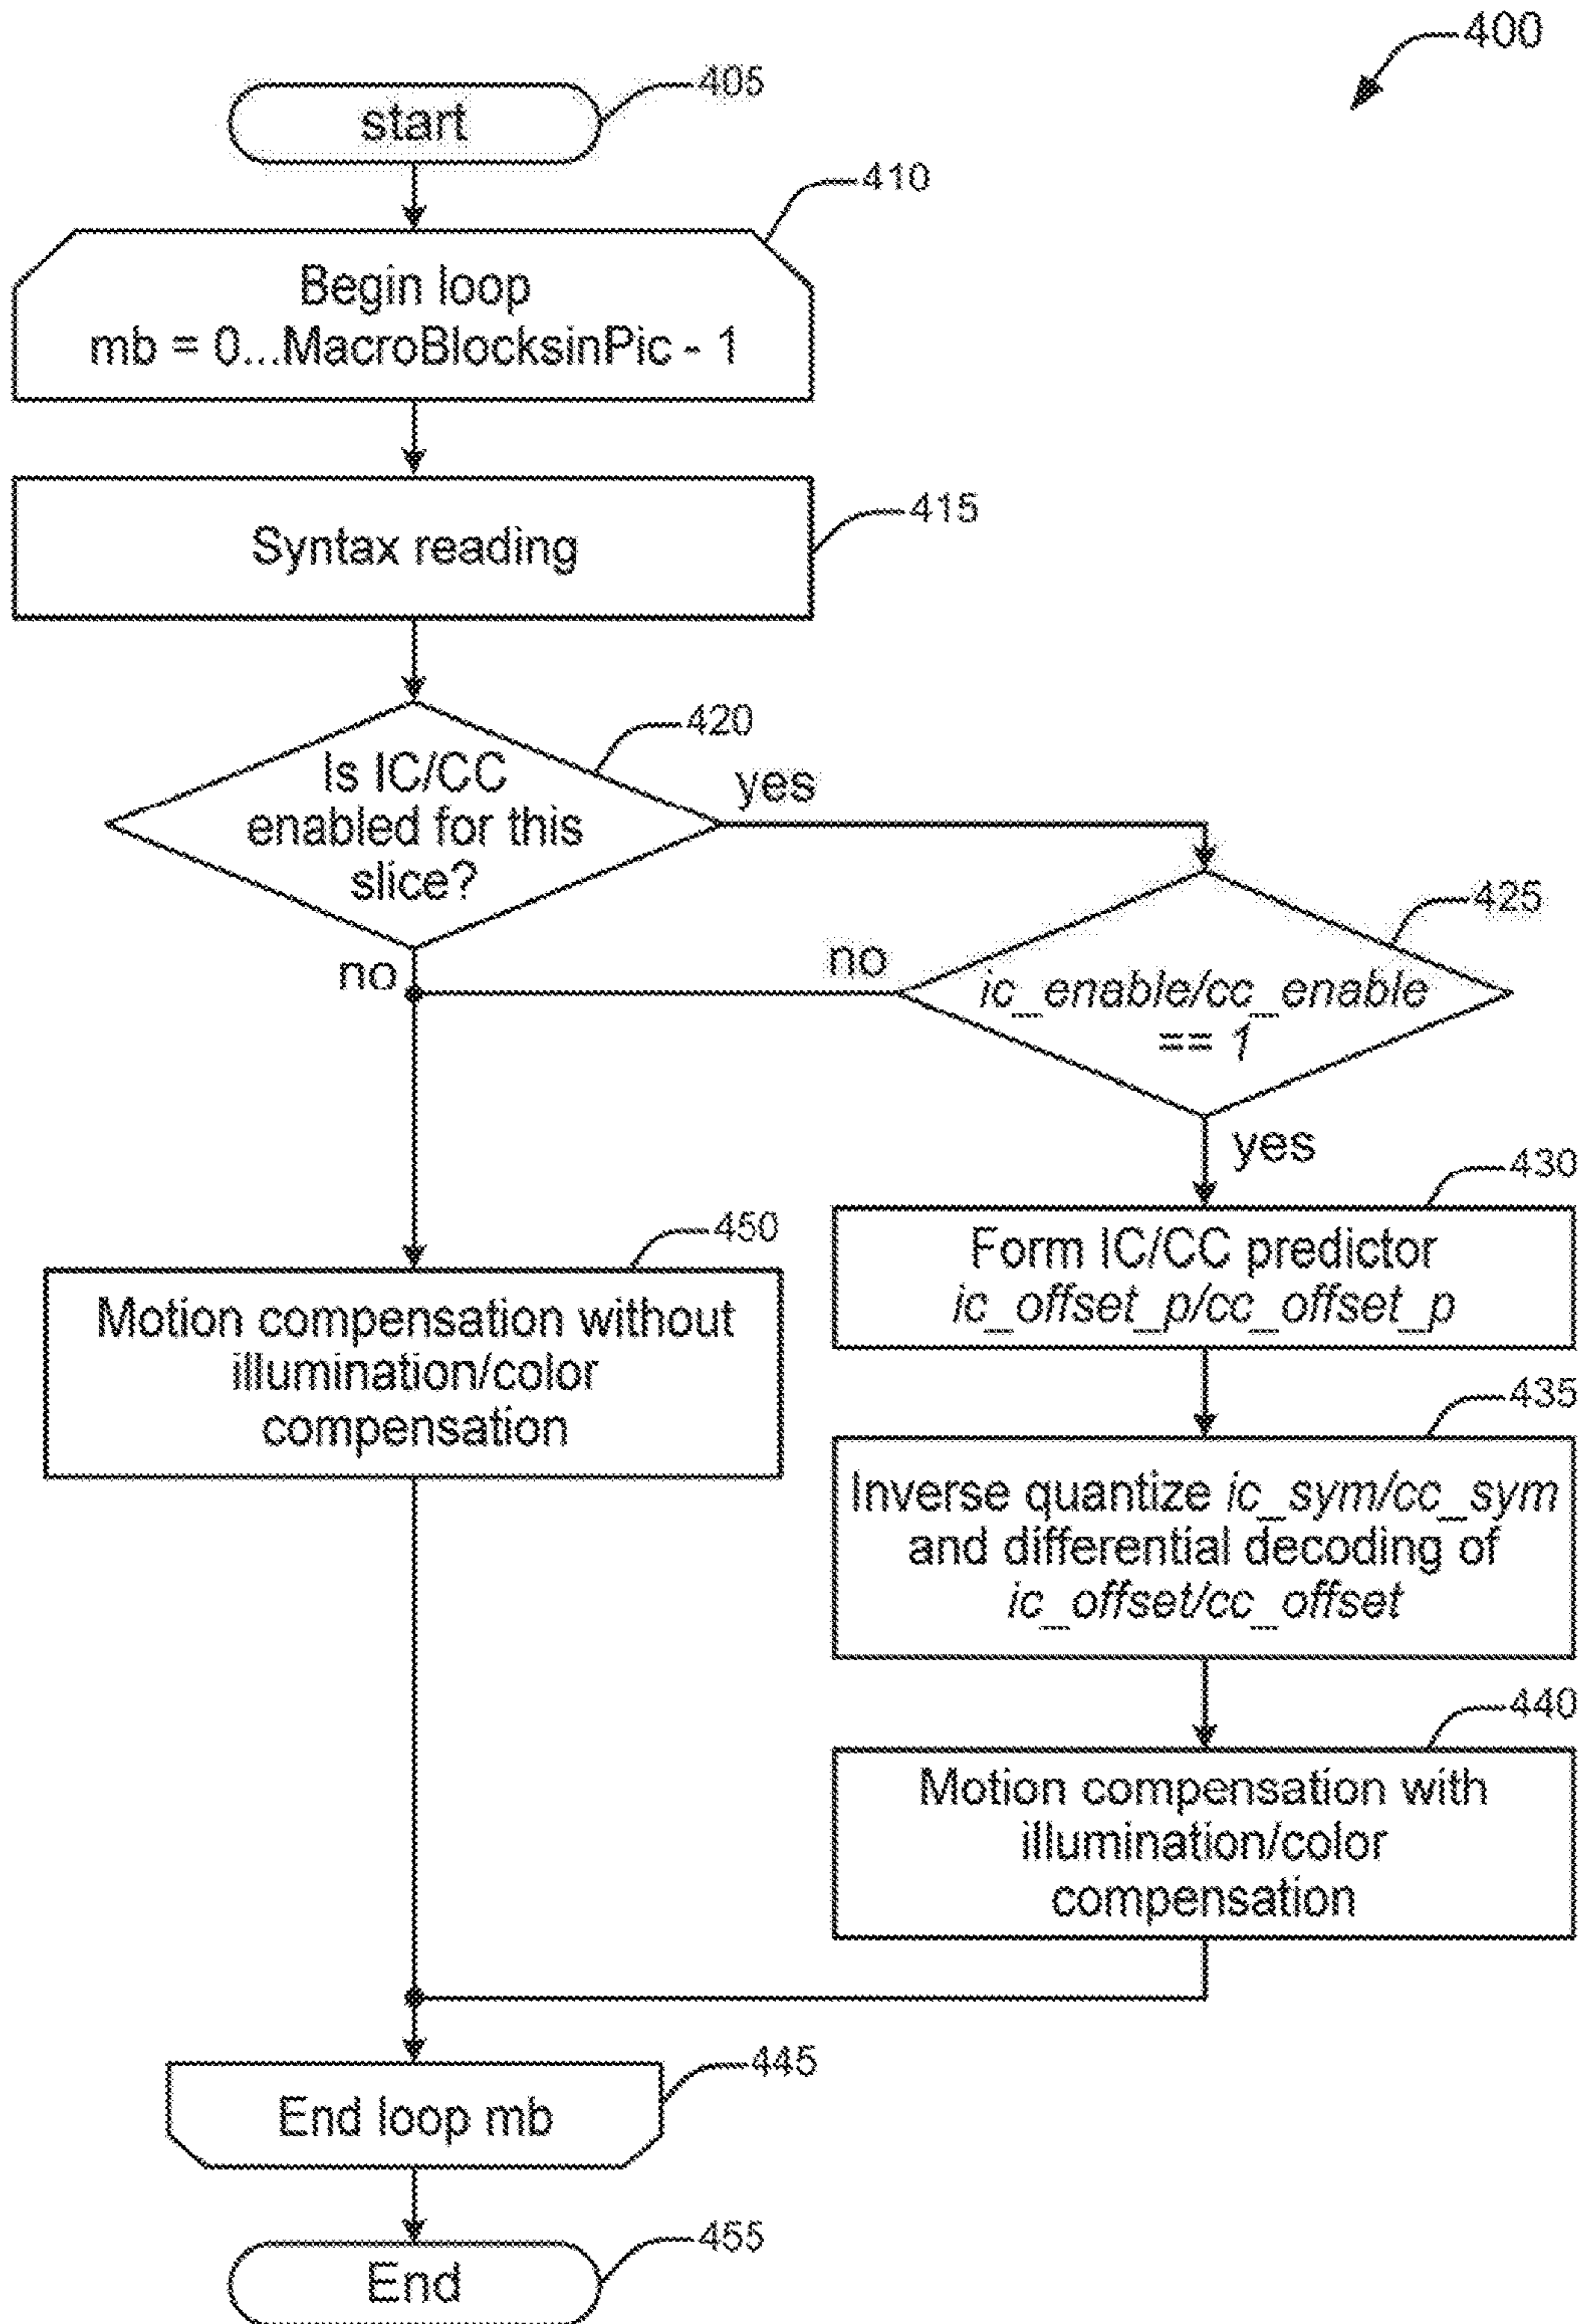 400
405
start
410
Begin loop
mb = 0...MacroBlocksinPic - 1
415
Syntax reading
420
Is IC/CC
enabled for this
slice?
yes
no
425
ic_enable/cc_enable
== 1
no
yes
430
Form IC/CC predictor
ic_offset_p/cc_offset_p
450
Motion compensation without
illumination/color
compensation
435
Inverse quantize ic_sym/cc_sym
and differential decoding of
ic_offset/cc_offset
440
Motion compensation with
illumination/color
compensation
445
End loop mb
455
End